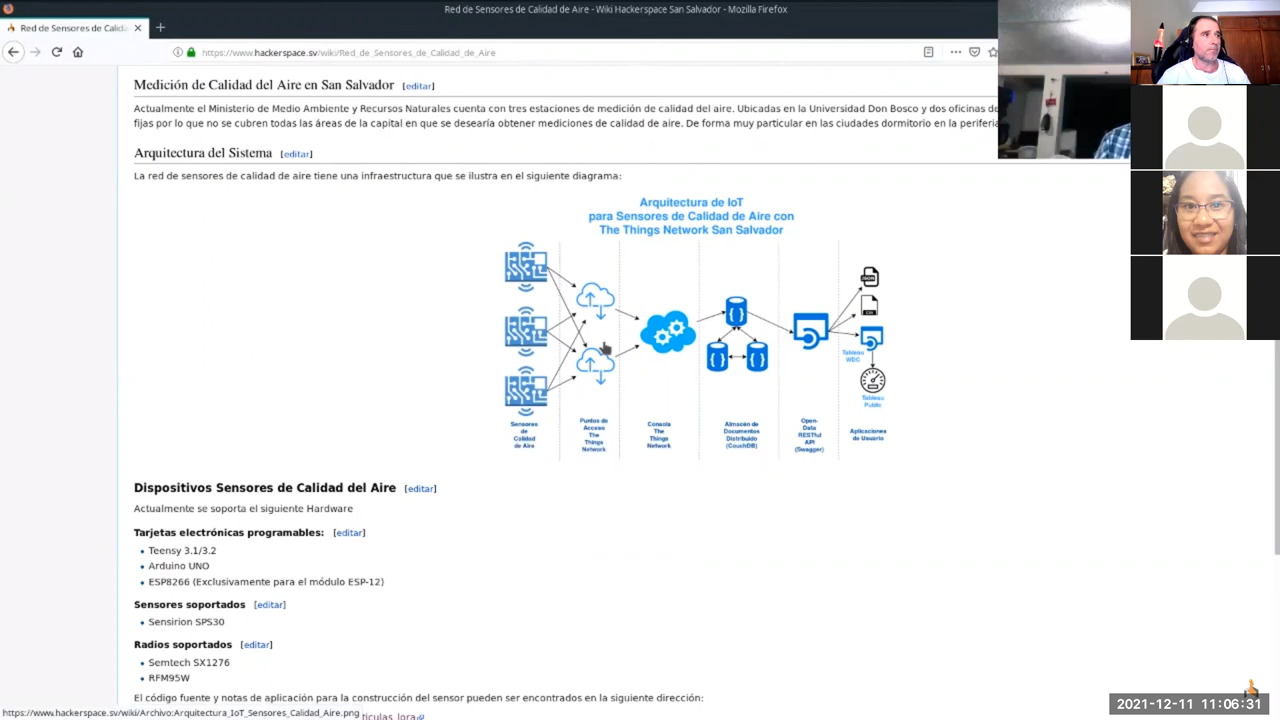 Red de Sensores de Calidad de Aire - Wiki Hackerspace San Salvador - Mozilla Firefox
Red de Sensores de Calida
https://www.hackerspace.sv/wiki/Red_de_Sensores_de_Calidad_de_Aire
Medición de Calidad del Aire en San Salvador [editar]
Actualmente el Ministerio de Medio Ambiente y Recursos Naturales cuenta con tres estaciones de medición de calidad del aire. Ubicadas en la Universidad Don Bosco y dos oficinas de
fijas por lo que no se cubren todas las áreas de la capital en que se desearía obtener mediciones de calidad de aire. De forma muy particular en las ciudades dormitorio en la periferia
Arquitectura del Sistema [editar]
La red de sensores de calidad de aire tiene una infraestructura que se ilustra en el siguiente diagrama:
Arquitectura de IoT
para Sensores de Calidad de Aire con
The Things Network San Salvador
JSON
{ }
{ } { }
Tableau
WDC
Tableau
Public
Sensores
de
Calidad
de Aire
Puntos de
Acceso
The
Things
Network
Consola
The
Things
Network
Almacén de
Documentos
Distribuido
(CouchDB)
Open-
Data
RESTful
API
(Swagger)
Aplicaciones
de Usuario
Dispositivos Sensores de Calidad del Aire [editar]
Actualmente se soporta el siguiente Hardware
Tarjetas electrónicas programables: [editar]
Teensy 3.1/3.2
Arduino UNO
ESP8266 (Exclusivamente para el módulo ESP-12)
Sensores soportados [editar]
Sensirion SPS30
Radios soportados [editar]
Semtech SX1276
RFM95W
El código fuente y notas de aplicación para la construcción del sensor pueden ser encontrados en la siguiente dirección:
https://www.hackerspace.sv/wiki/Archivo:Arquitectura_IoT_Sensores_Calidad_Aire.png
ticulas_lora
2021-12-11 11:06:31